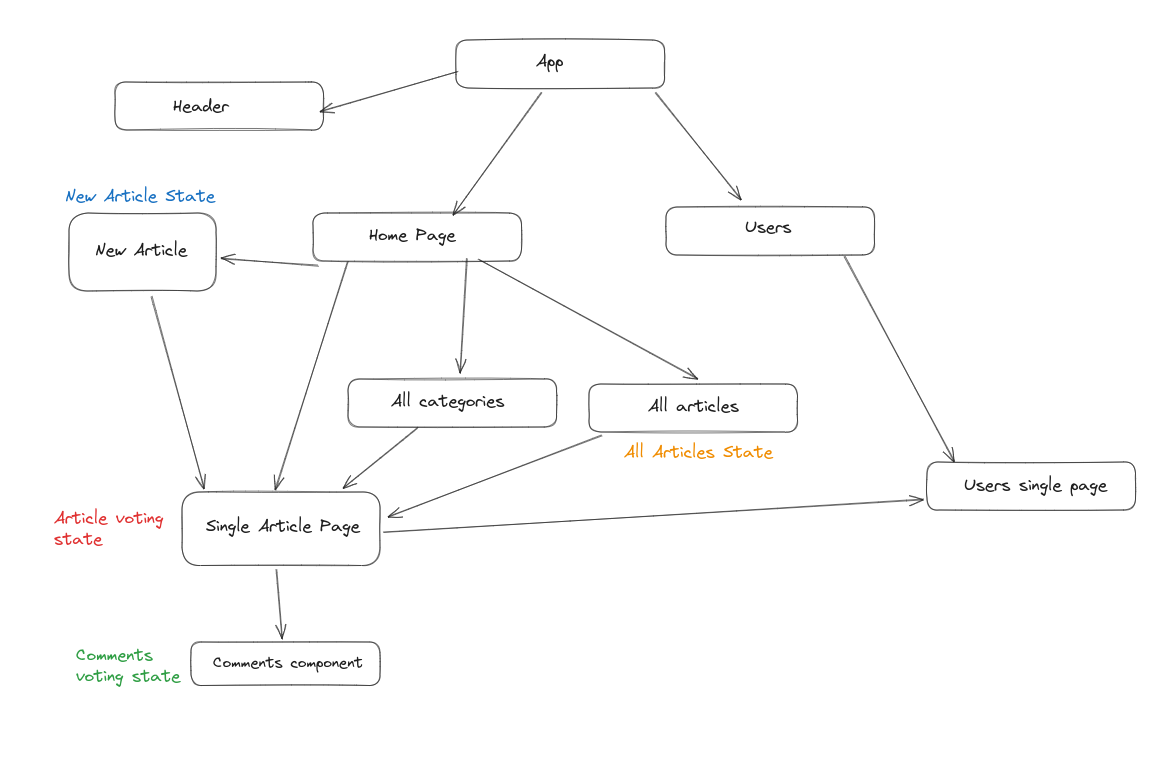 App
Header
New Article State
New Article
Home Page
Users
All categories
All articles
All Articles State
Users single page
Article voting
state
Single Article Page
Comments
voting state
Comments component